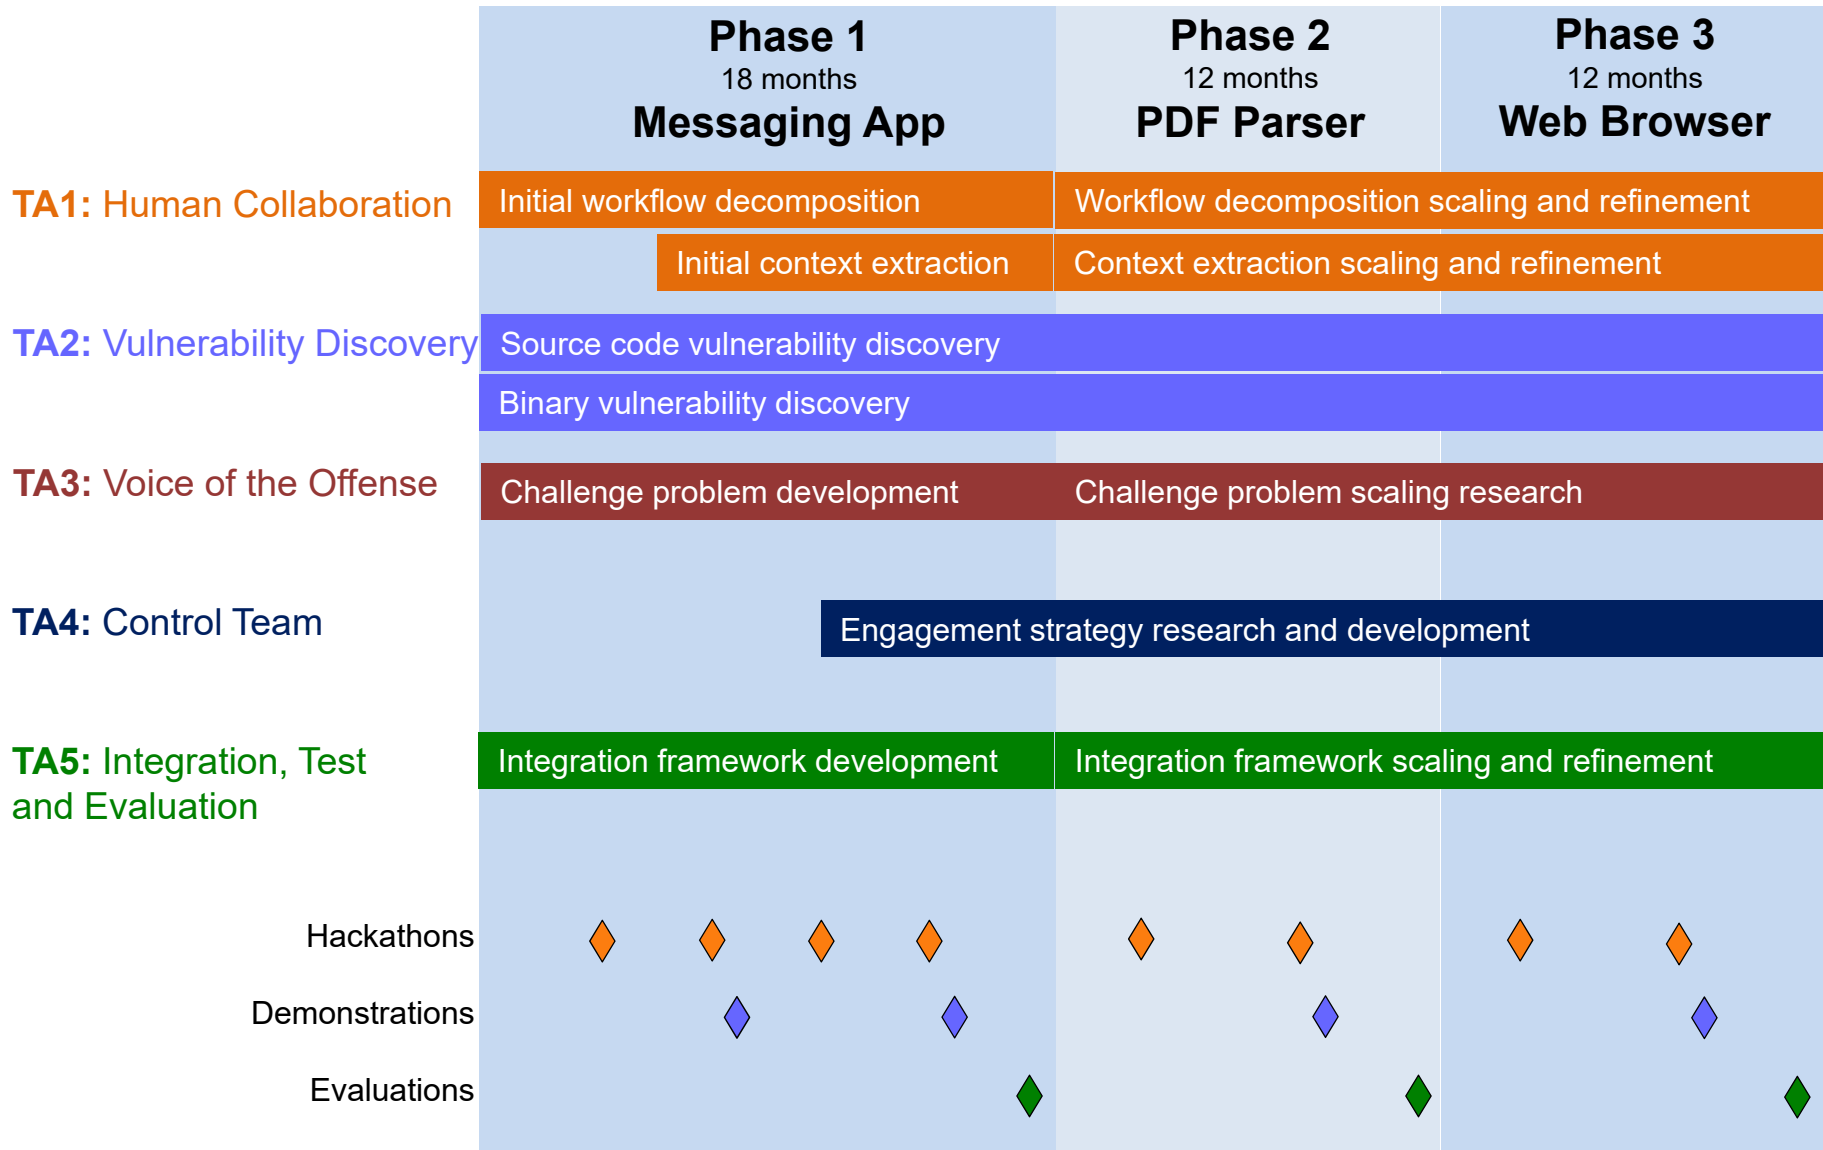 Phase 1
18 months
Messaging App
Phase 2
12 months
PDF Parser
Phase 3
12 months
Web Browser
TA1: Human Collaboration
Initial workflow decomposition
Workflow decomposition scaling and refinement
Initial context extraction
Context extraction scaling and refinement
TA2: Vulnerability Discovery
Source code vulnerability discovery
Binary vulnerability discovery
TA3: Voice of the Offense
Challenge problem development
Challenge problem scaling research
TA4: Control Team
Engagement strategy research and development
TA5: Integration, Test
and Evaluation
Integration framework development
Integration framework scaling and refinement
Hackathons
Demonstrations
Evaluations